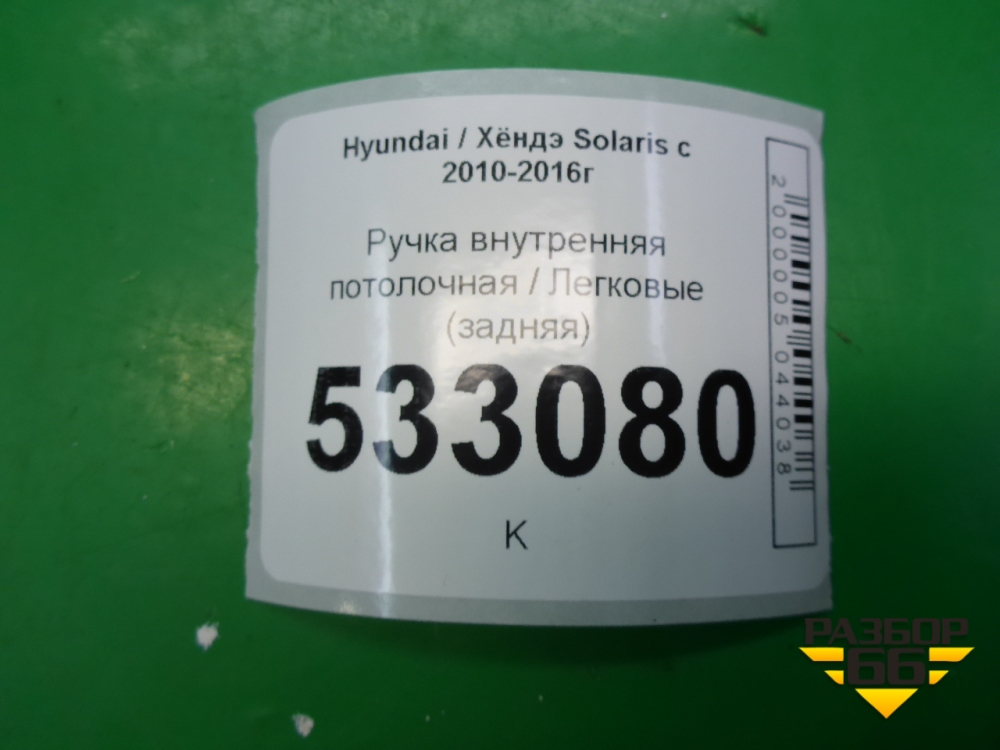 Hyundai / Хёндэ Solaris с
2010-2016г
Ручка внутренняя
потолочная / Легковые
(задняя)
533080
К
2000005044038
РАЗБОР
66